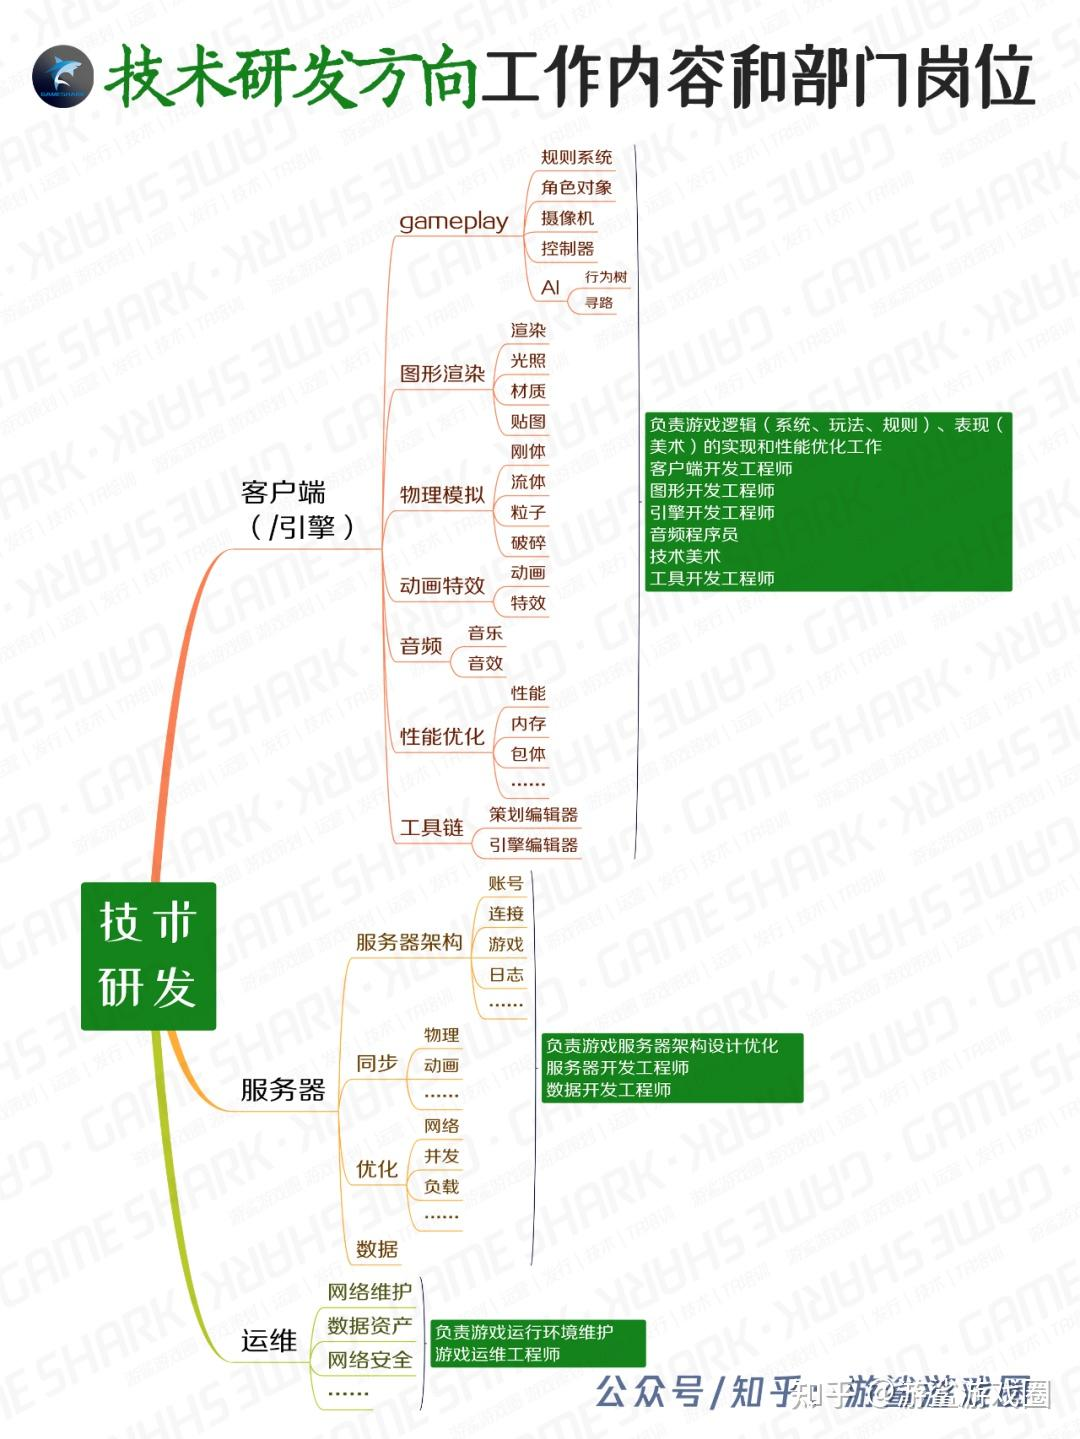 技术研发方向工作内容和部门岗位
GAMESHARK
技术
研发
客户端
（/引擎）
gameplay
规则系统
角色对象
摄像机
控制器
AI
行为树
寻路
图形渲染
渲染
光照
材质
贴图
物理模拟
刚体
流体
粒子
破碎
动画特效
动画
特效
音频
音乐
音效
性能优化
性能
内存
包体
……
工具链
策划编辑器
引擎编辑器
负责游戏逻辑（系统、玩法、规则）、表现（
美术）的实现和性能优化工作
客户端开发工程师
图形开发工程师
引擎开发工程师
音频程序员
技术美术
工具开发工程师
服务器
服务器架构
账号
连接
游戏
日志
……
同步
物理
动画
……
优化
网络
并发
负载
……
数据
负责游戏服务器架构设计优化
服务器开发工程师
数据开发工程师
运维
网络维护
数据资产
网络安全
……
负责游戏运行环境维护
游戏运维工程师
公众号/知乎：游鲨游戏圈
知乎 @游鲨游戏圈